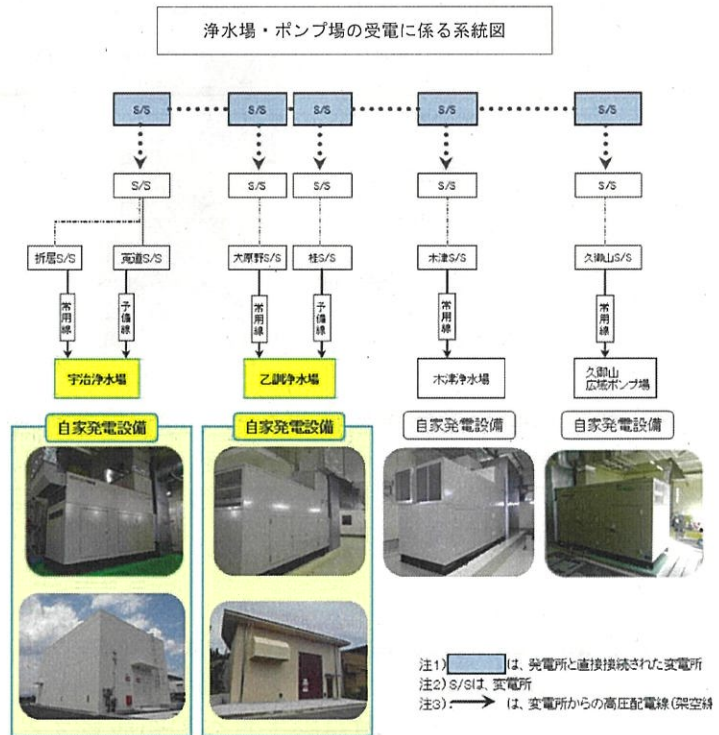 浄水場・ポンプ場の受電に係る系統図
S/S S/S S/S S/S S/S
S/S S/S S/S S/S S/S
折居S/S 莵道S/S 大原野S/S 桂S/S 木津S/S 久御山S/S
常用線 予備線 常用線 予備線 常用線 常用線
宇治浄水場 乙訓浄水場 木津浄水場 久御山
広域ポンプ場
自家発電設備 自家発電設備 自家発電設備 自家発電設備
注1) は、発電所と直接接続された変電所
注2) S/Sは、変電所
注3) は、変電所からの高圧配電線(架空線